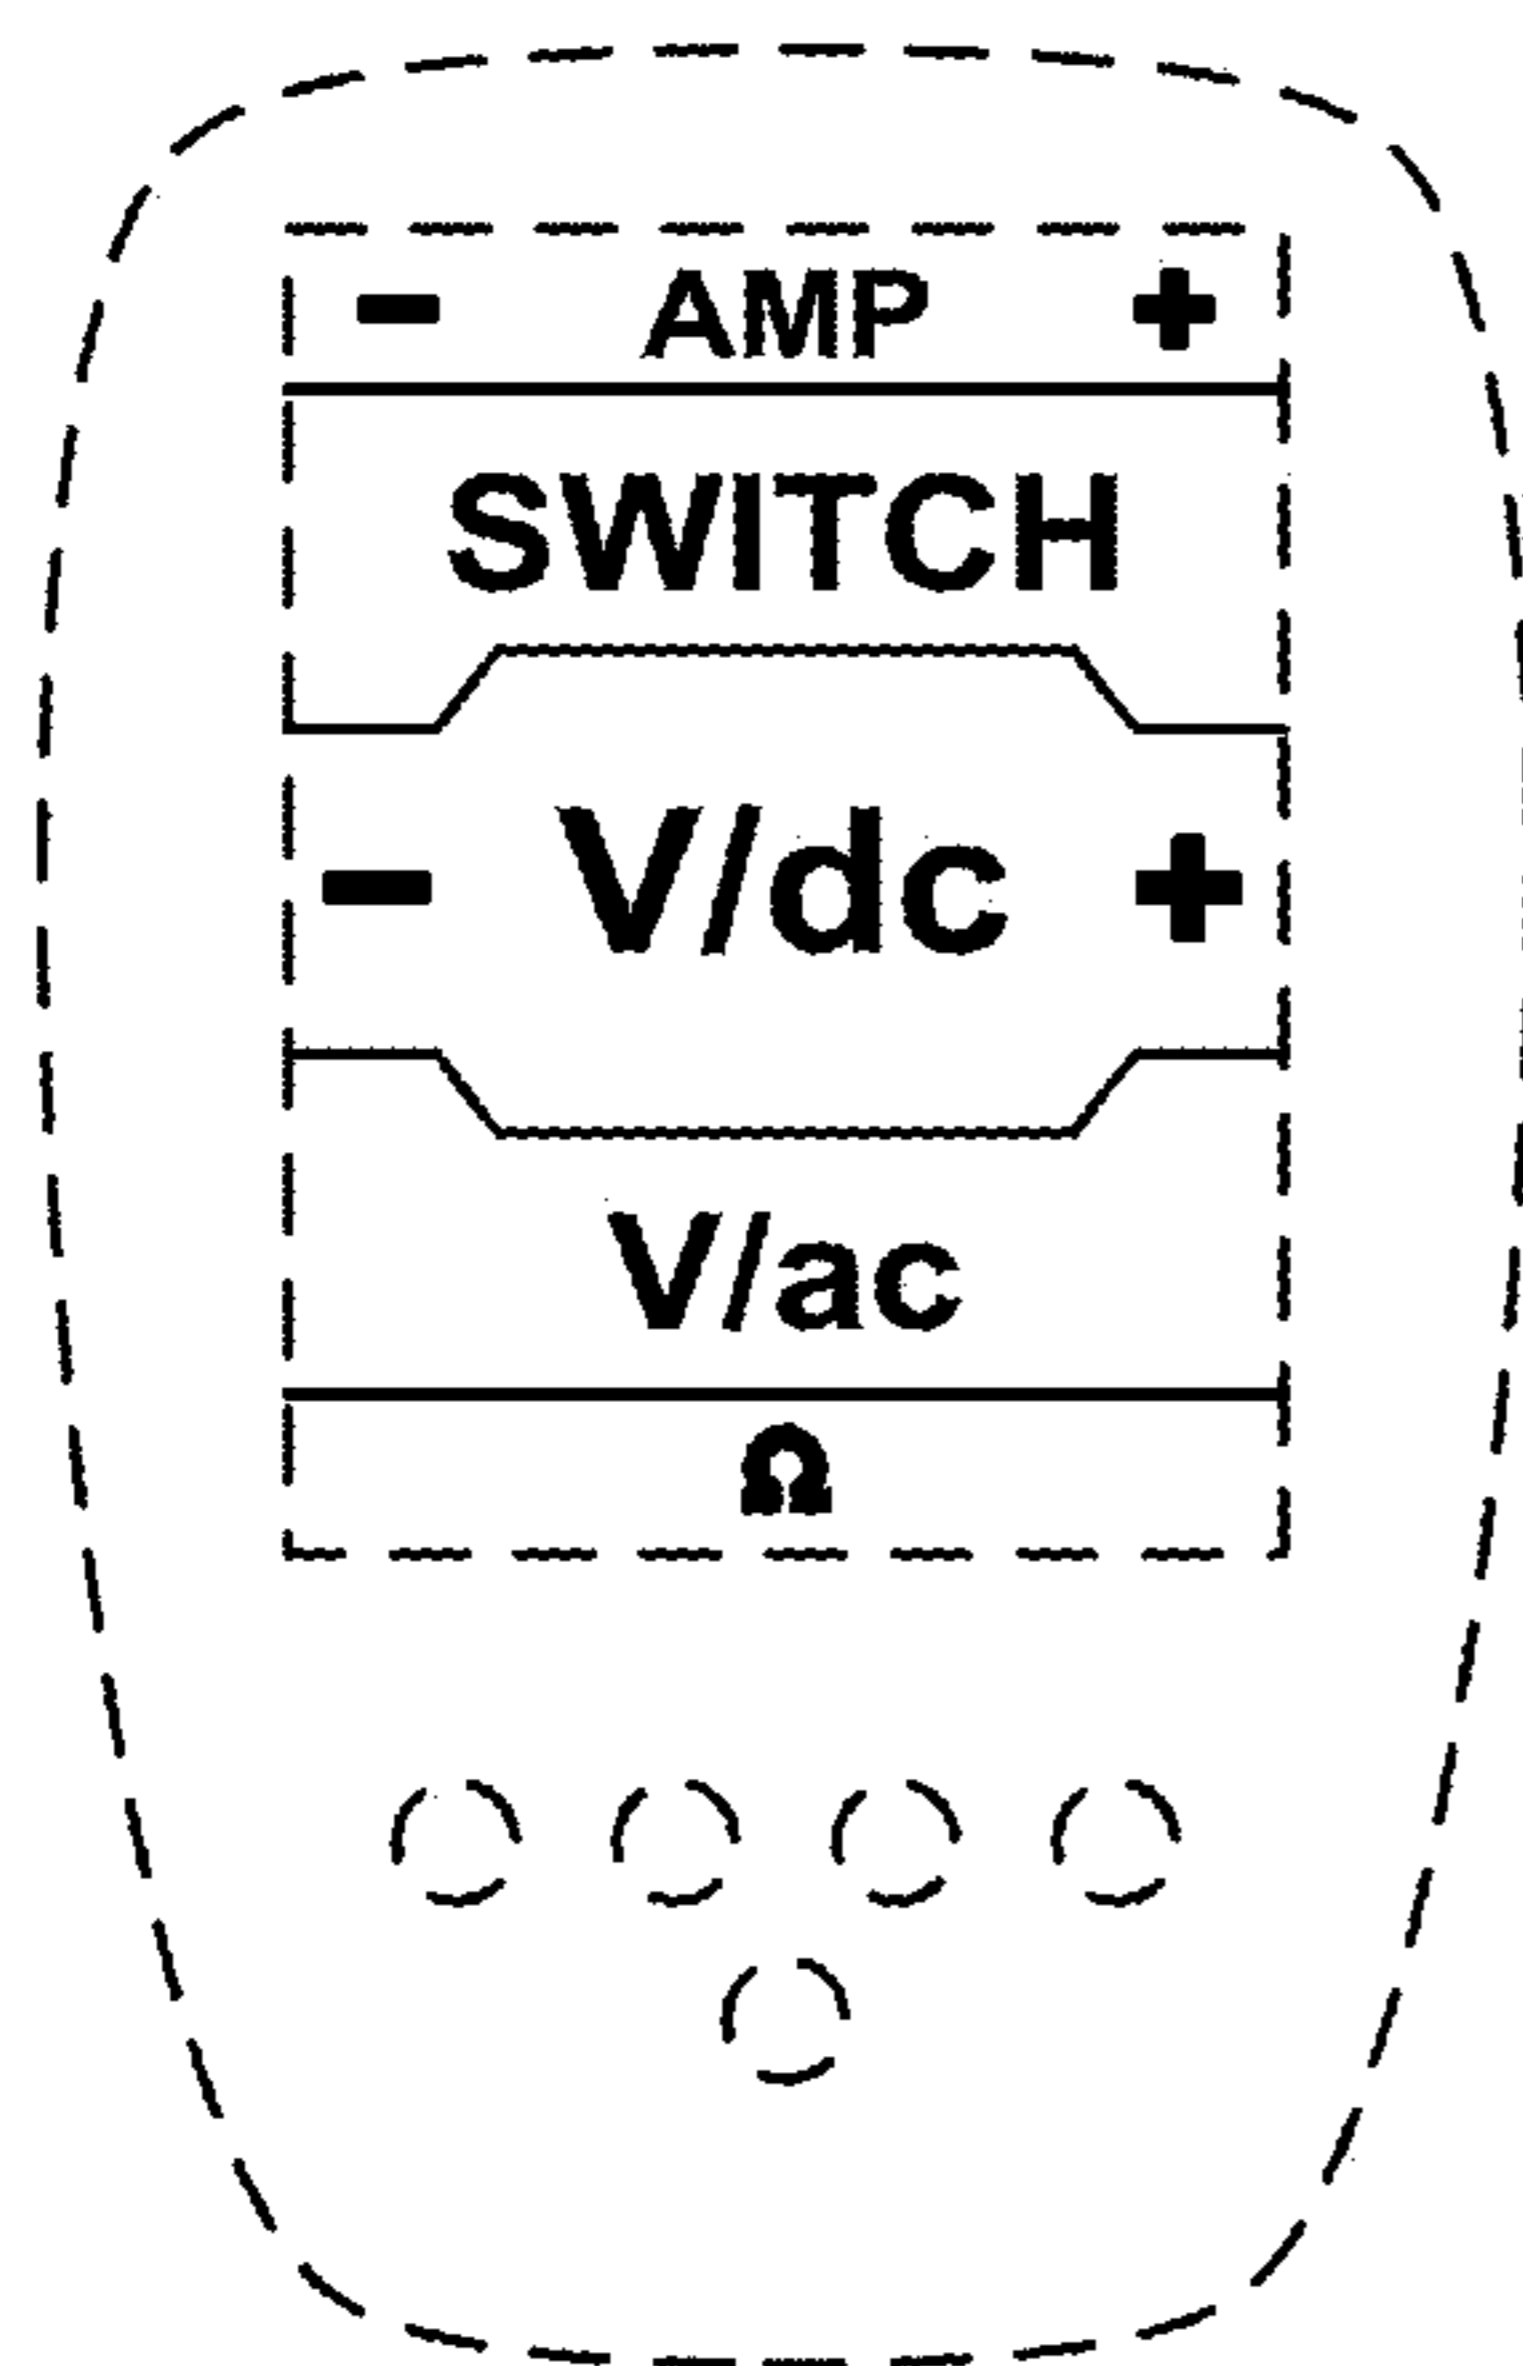 - AMP +
SWITCH
- V/dc +
V/ac
Ω